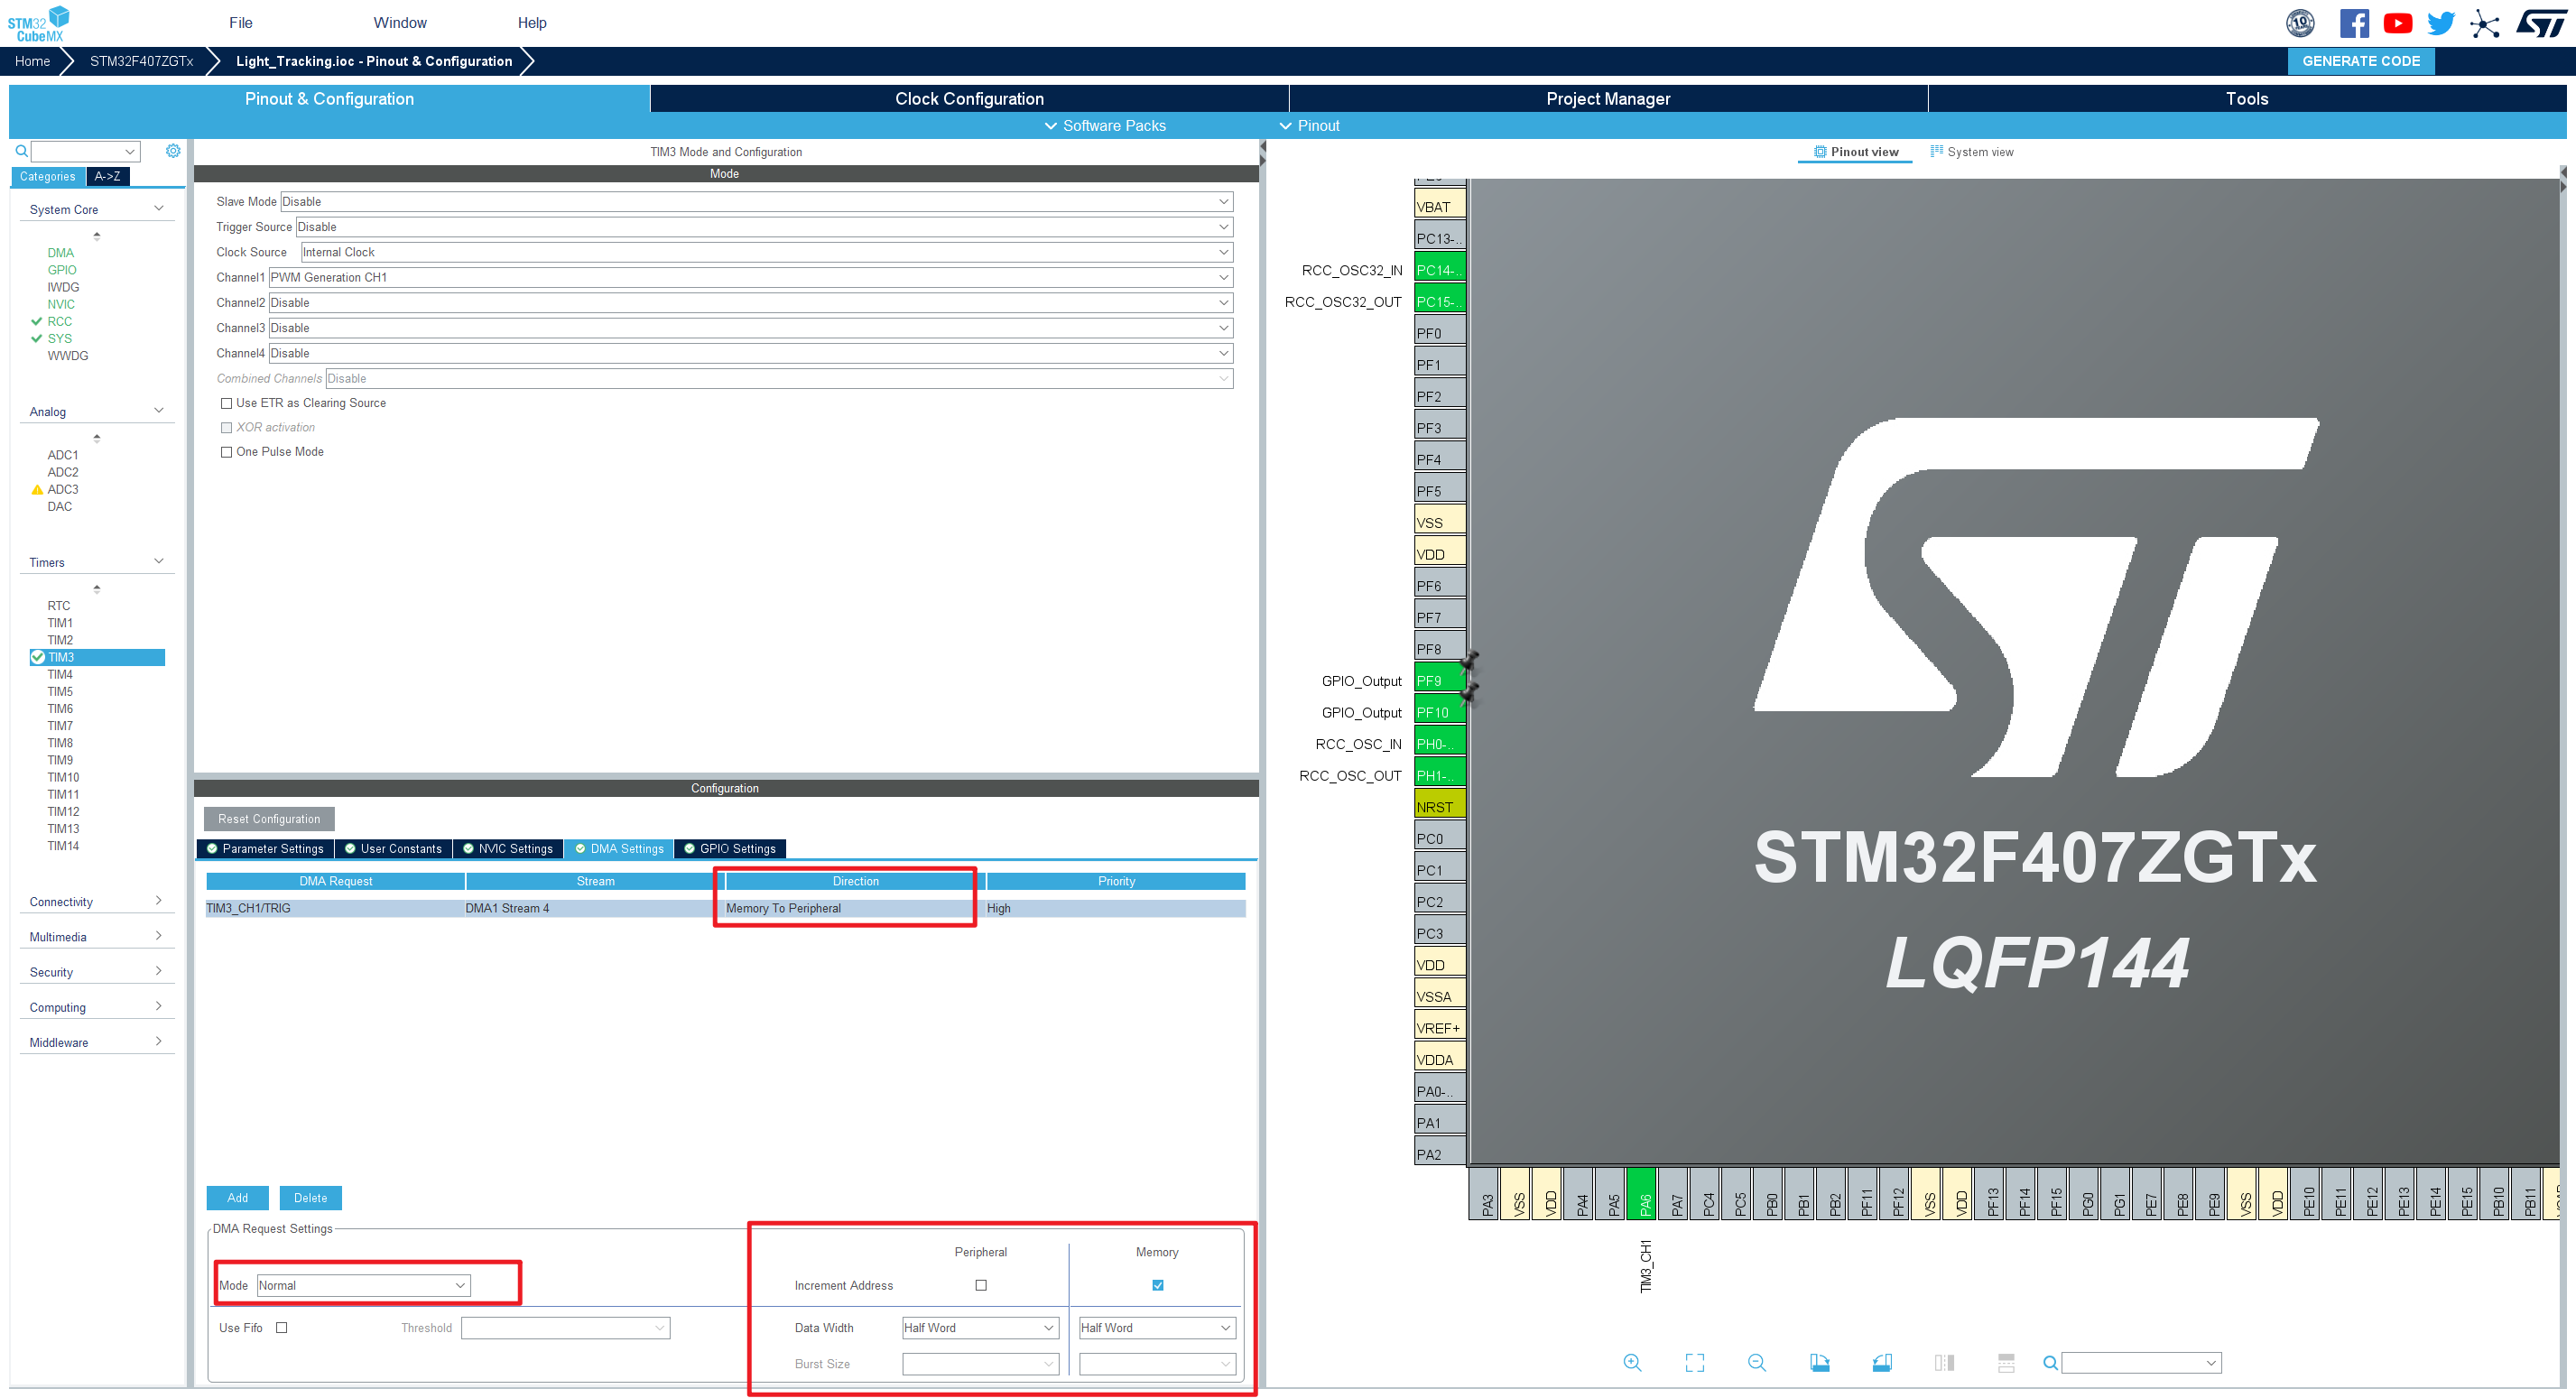 STM32
CubeMX
File
Window
Help
10
Home
STM32F407ZGTx
Light_Tracking.ioc - Pinout & Configuration
GENERATE CODE
Pinout & Configuration
Clock Configuration
Project Manager
Tools
Software Packs
Pinout
Categories
A->Z
System Core
DMA
GPIO
IWDG
NVIC
RCC
SYS
WWDG
Analog
ADC1
ADC2
ADC3
DAC
Timers
RTC
TIM1
TIM2
TIM3
TIM4
TIM5
TIM6
TIM7
TIM8
TIM9
TIM10
TIM11
TIM12
TIM13
TIM14
Connectivity
Multimedia
Security
Computing
Middleware
TIM3 Mode and Configuration
Mode
Slave Mode Disable
Trigger Source Disable
Clock Source Internal Clock
Channel1 PWM Generation CH1
Channel2 Disable
Channel3 Disable
Channel4 Disable
Combined Channels Disable
Use ETR as Clearing Source
XOR activation
One Pulse Mode
Configuration
Reset Configuration
Parameter Settings
User Constants
NVIC Settings
DMA Settings
GPIO Settings
DMA Request Stream Direction Priority
TIM3_CH1/TRIG DMA1 Stream 4 Memory To Peripheral High
Add
Delete
DMA Request Settings
Peripheral Memory
Mode Normal
Increment Address
Use Fifo
Threshold
Data Width Half Word Half Word
Burst Size
Pinout view
System view
VBAT
PC13-..
RCC_OSC32_IN PC14-..
RCC_OSC32_OUT PC15-..
PF0
PF1
PF2
PF3
PF4
PF5
VSS
VDD
PF6
PF7
PF8
GPIO_Output PF9
GPIO_Output PF10
RCC_OSC_IN PH0-..
RCC_OSC_OUT PH1-..
NRST
PC0
PC1
PC2
PC3
VDD
VSSA
VREF+
VDDA
PA0-..
PA1
PA2
STM32F407ZGTx
LQFP144
PA3
VSS
VDD
PA4
PA5
PA6
PA7
PC4
PC5
PB0
PB1
PB2
PF11
PF12
VSS
VDD
PF13
PF14
PF15
PG0
PG1
PE7
PE8
PE9
VSS
VDD
PE10
PE11
PE12
PE13
PE14
PE15
PB10
PB11
TIM3_CH1